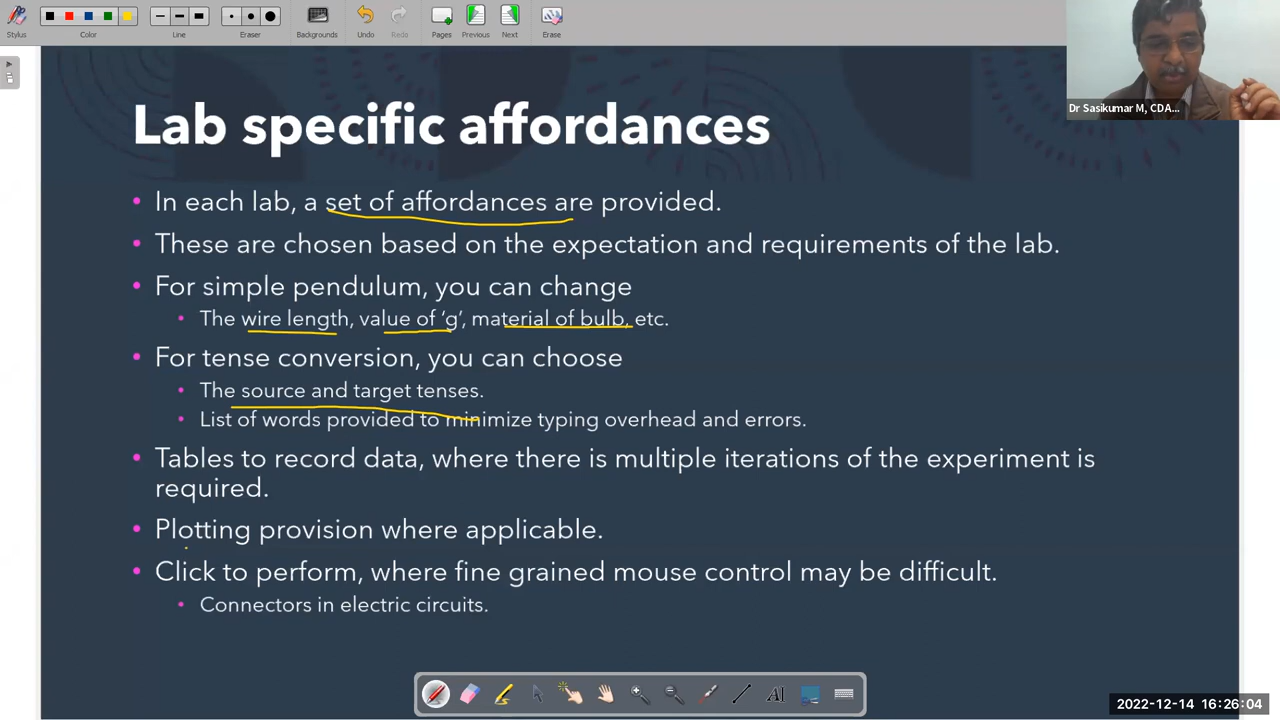 Stylus
Color
Line
Eraser
Backgrounds
Undo
Redo
Pages
Previous
Next
Erase
Dr Sasikumar M, CDA...
Lab specific affordances
• In each lab, a set of affordances are provided.
• These are chosen based on the expectation and requirements of the lab.
• For simple pendulum, you can change
• The wire length, value of ‘g’, material of bulb, etc.
• For tense conversion, you can choose
• The source and target tenses.
• List of words provided to minimize typing overhead and errors.
• Tables to record data, where there is multiple iterations of the experiment is
required.
• Plotting provision where applicable.
• Click to perform, where fine grained mouse control may be difficult.
• Connectors in electric circuits.
AI
2022-12-14 16:26:04